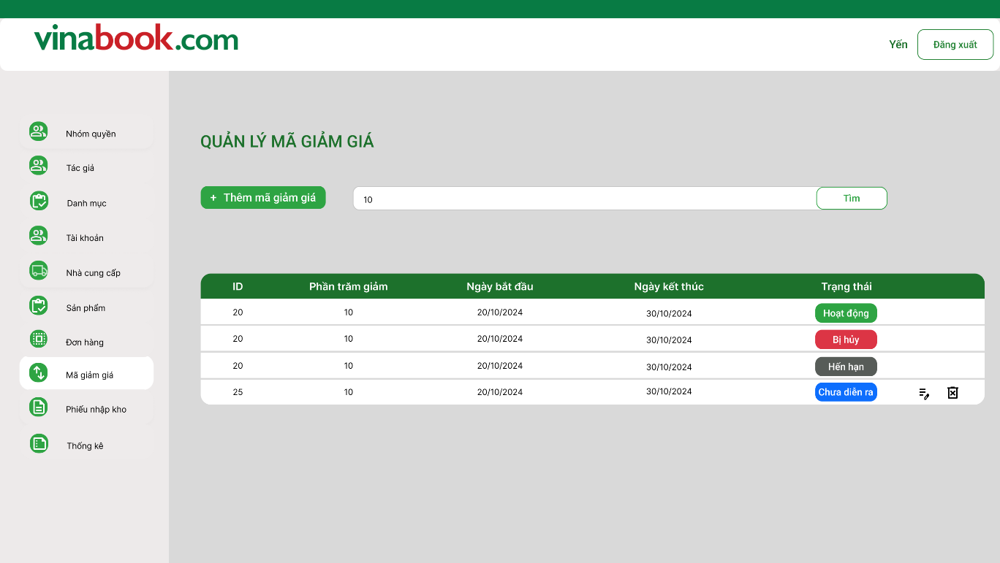 vinabook.com
Yến
Đăng xuất
Nhóm quyền
Tác giả
Danh mục
Tài khoản
Nhà cung cấp
Sản phẩm
Đơn hàng
Mã giảm giá
Phiếu nhập kho
Thống kê
QUẢN LÝ MÃ GIẢM GIÁ
+ Thêm mã giảm giá
10
Tìm
ID Phần trăm giảm Ngày bắt đầu Ngày kết thúc Trạng thái
20 10 20/10/2024 30/10/2024 Hoạt động
20 10 20/10/2024 30/10/2024 Bị hủy
20 10 20/10/2024 30/10/2024 Hến hạn
25 10 20/10/2024 30/10/2024 Chưa diễn ra